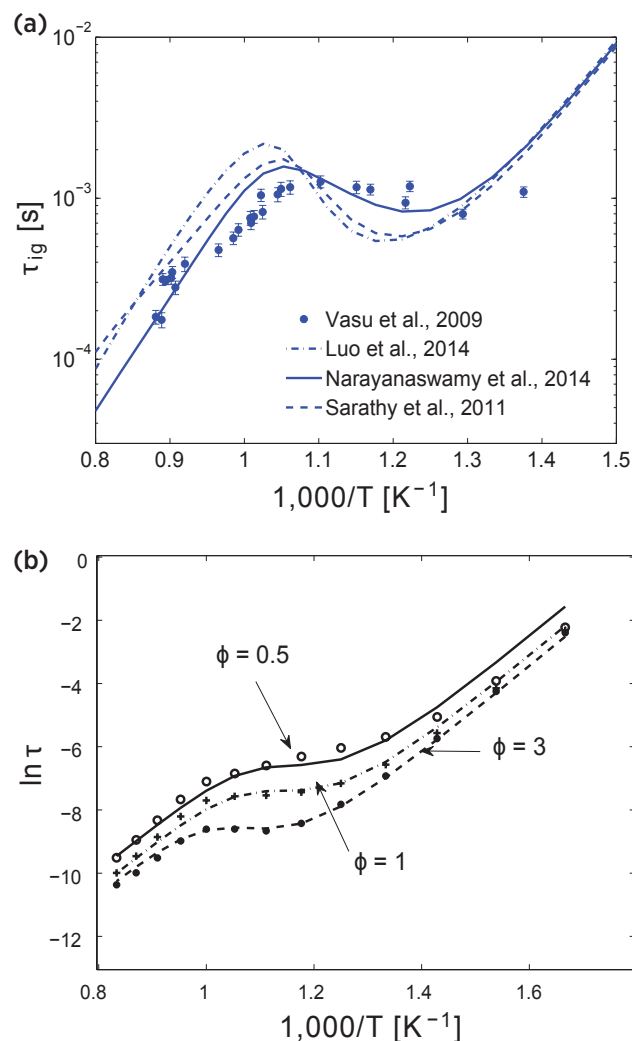 (a)
10⁻²
10⁻³
10⁻⁴
τ_ig [s]
Vasu et al., 2009
Luo et al., 2014
Narayanaswamy et al., 2014
Sarathy et al., 2011
0.8 0.9 1 1.1 1.2 1.3 1.4 1.5
1,000/T [K⁻¹]
(b)
0
−2
−4
−6
−8
−10
−12
ln τ
ϕ = 0.5
ϕ = 3
ϕ = 1
0.8 1 1.2 1.4 1.6
1,000/T [K⁻¹]